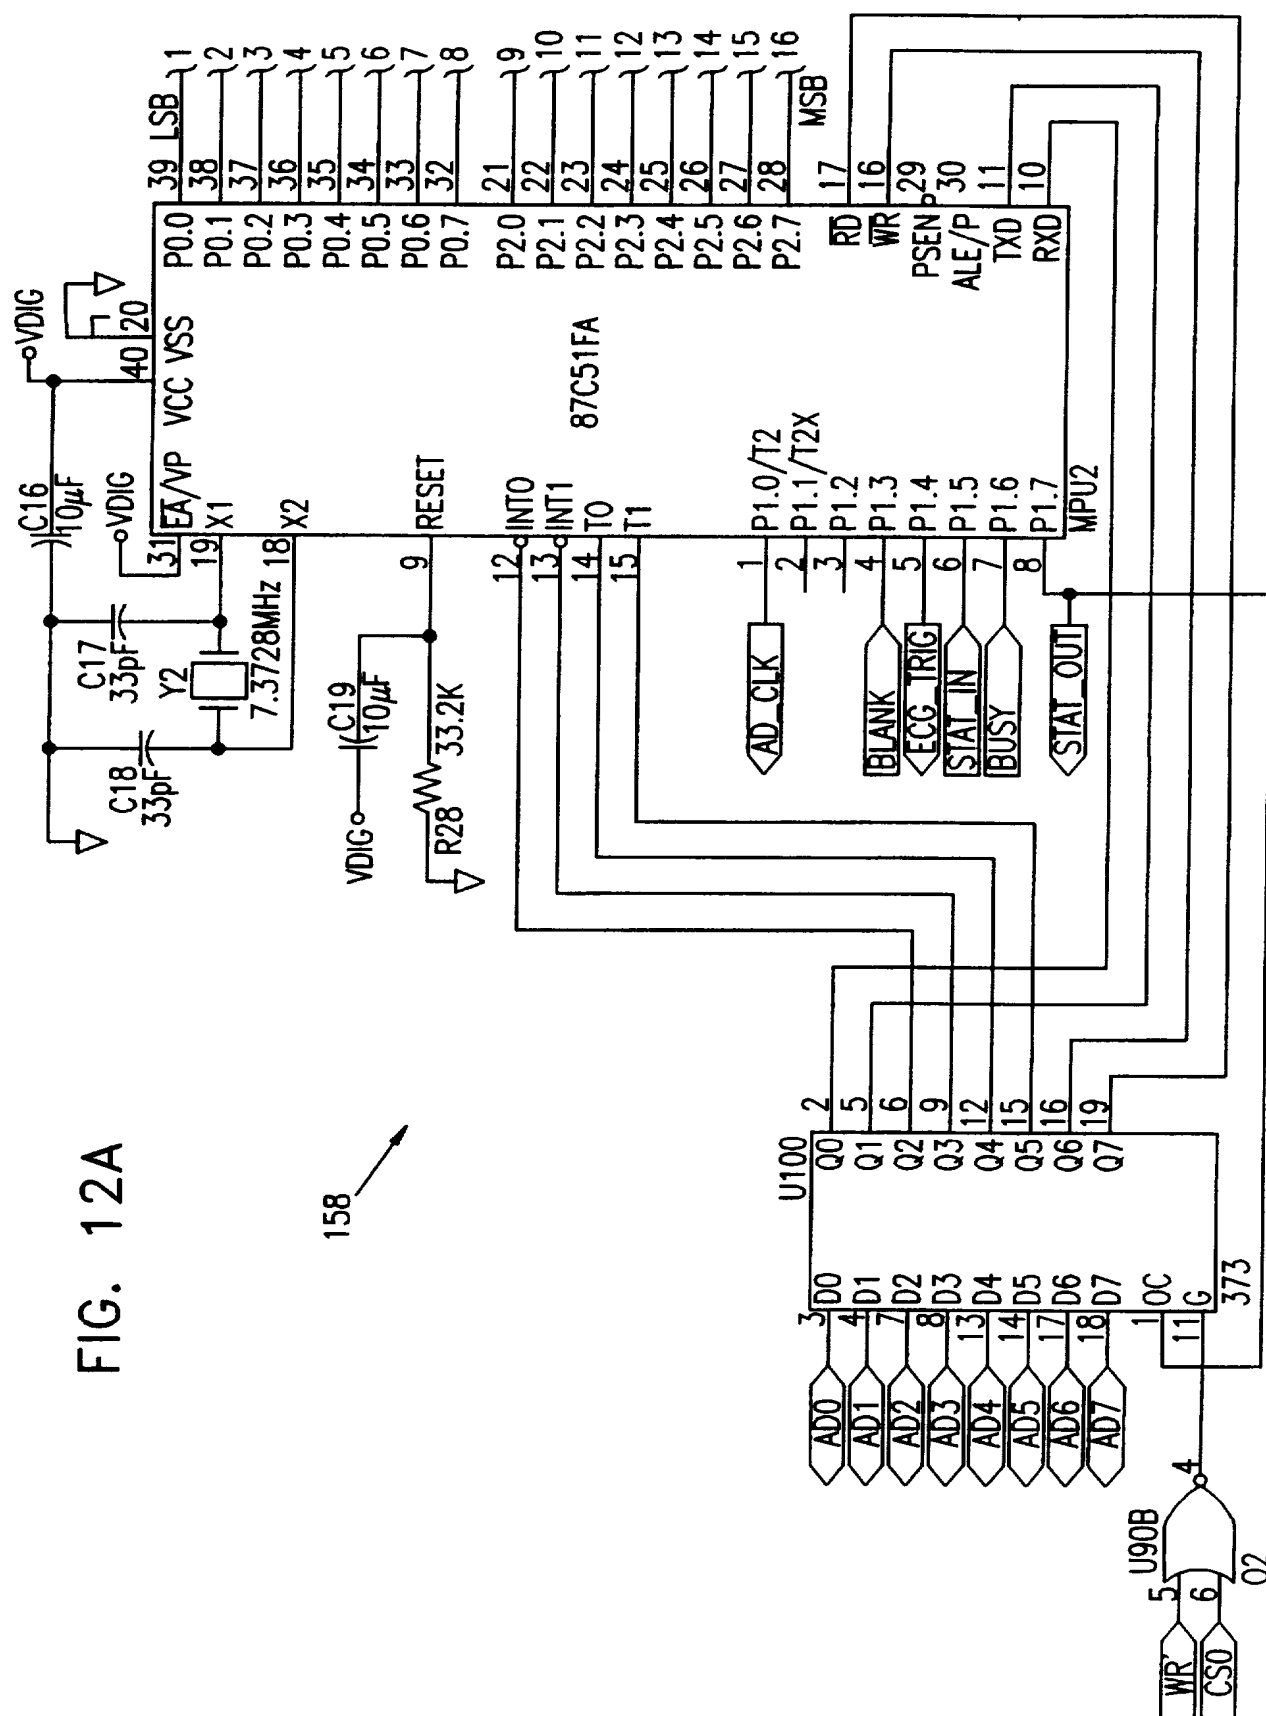 FIG. 12A
158
VDIG
C16
10μF
C17
33pF
C18
33pF
Y2
7.3728MHz
VDIG
C19
10μF
VDIG
R28
33.2K
40
20
VCC VSS
31
EA/VP
19
X1
18
X2
9
RESET
12
INT0
13
INT1
14
T0
15
T1
1
P1.0/T2
2
P1.1/T2X
3
P1.2
4
P1.3
5
P1.4
6
P1.5
7
P1.6
8
P1.7
MPU2
87C51FA
P0.0 39 LSB 1
P0.1 38 2
P0.2 37 3
P0.3 36 4
P0.4 35 5
P0.5 34 6
P0.6 33 7
P0.7 32 8
P2.0 21 9
P2.1 22 10
P2.2 23 11
P2.3 24 12
P2.4 25 13
P2.5 26 14
P2.6 27 15
P2.7 28 16
MSB
RD 17
WR 16
PSEN 29
ALE/P 30
TXD 11
RXD 10
AD_CLK
BLANK
ECG_TRIG
STAT_IN
BUSY
STAT_OUT
U100
Q0 2
Q1 5
Q2 6
Q3 9
Q4 12
Q5 15
Q6 16
Q7 19
AD0 3 D0
AD1 4 D1
AD2 7 D2
AD3 8 D3
AD4 13 D4
AD5 14 D5
AD6 17 D6
AD7 18 D7
1 OC
11 G
373
U90B
4
5
6
02
WR'
CS0